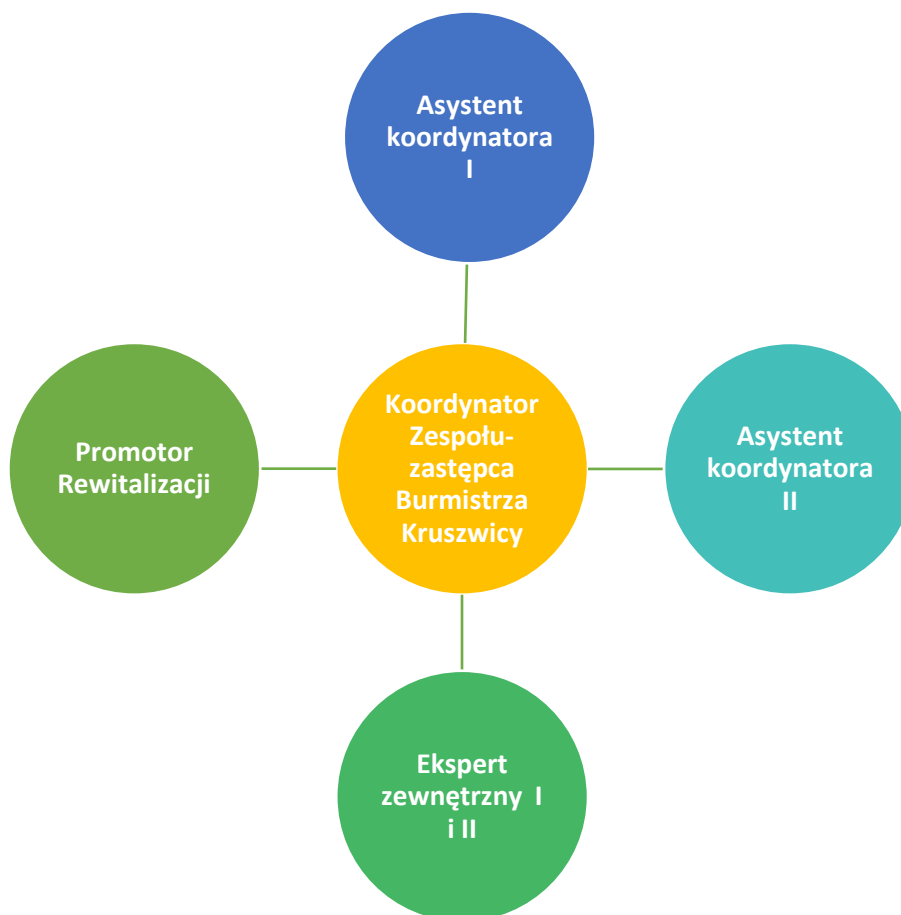 Asystent
koordynatora
I
Promotor
Rewitalizacji
Koordynator
Zespołu-
zastępca
Burmistrza
Kruszwicy
Asystent
koordynatora
II
Ekspert
zewnętrzny I
i II